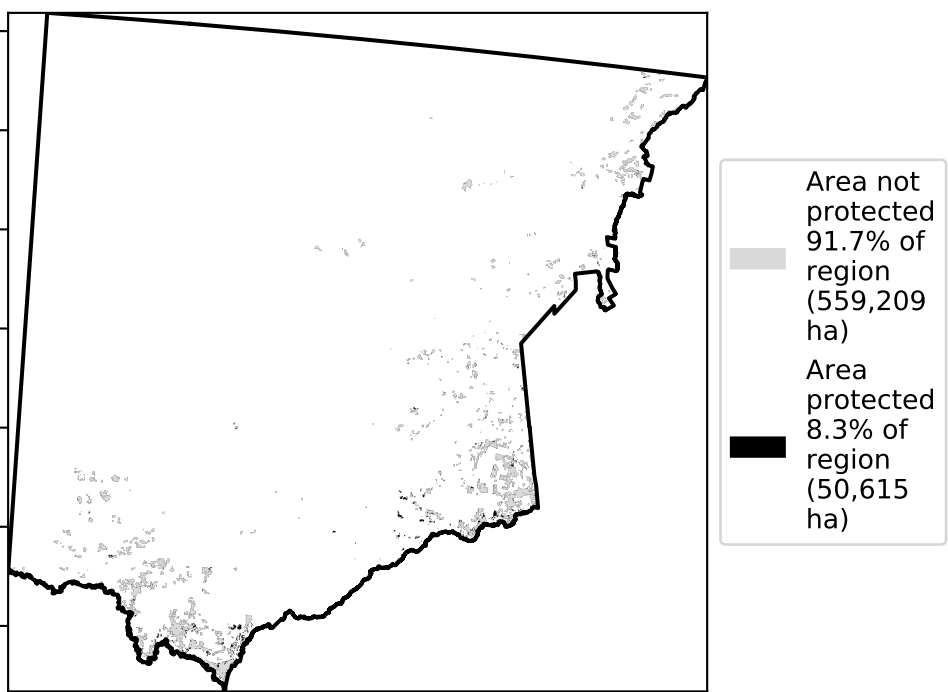 Area not
protected
91.7% of
region
(559,209
ha)
Area
protected
8.3% of
region
(50,615
ha)